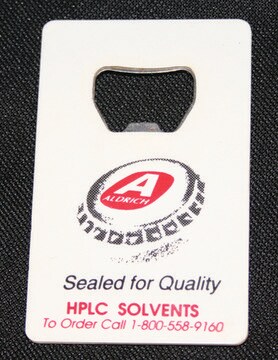 A
ALDRICH
Sealed for Quality
HPLC SOLVENTS
To Order Call 1-800-558-9160